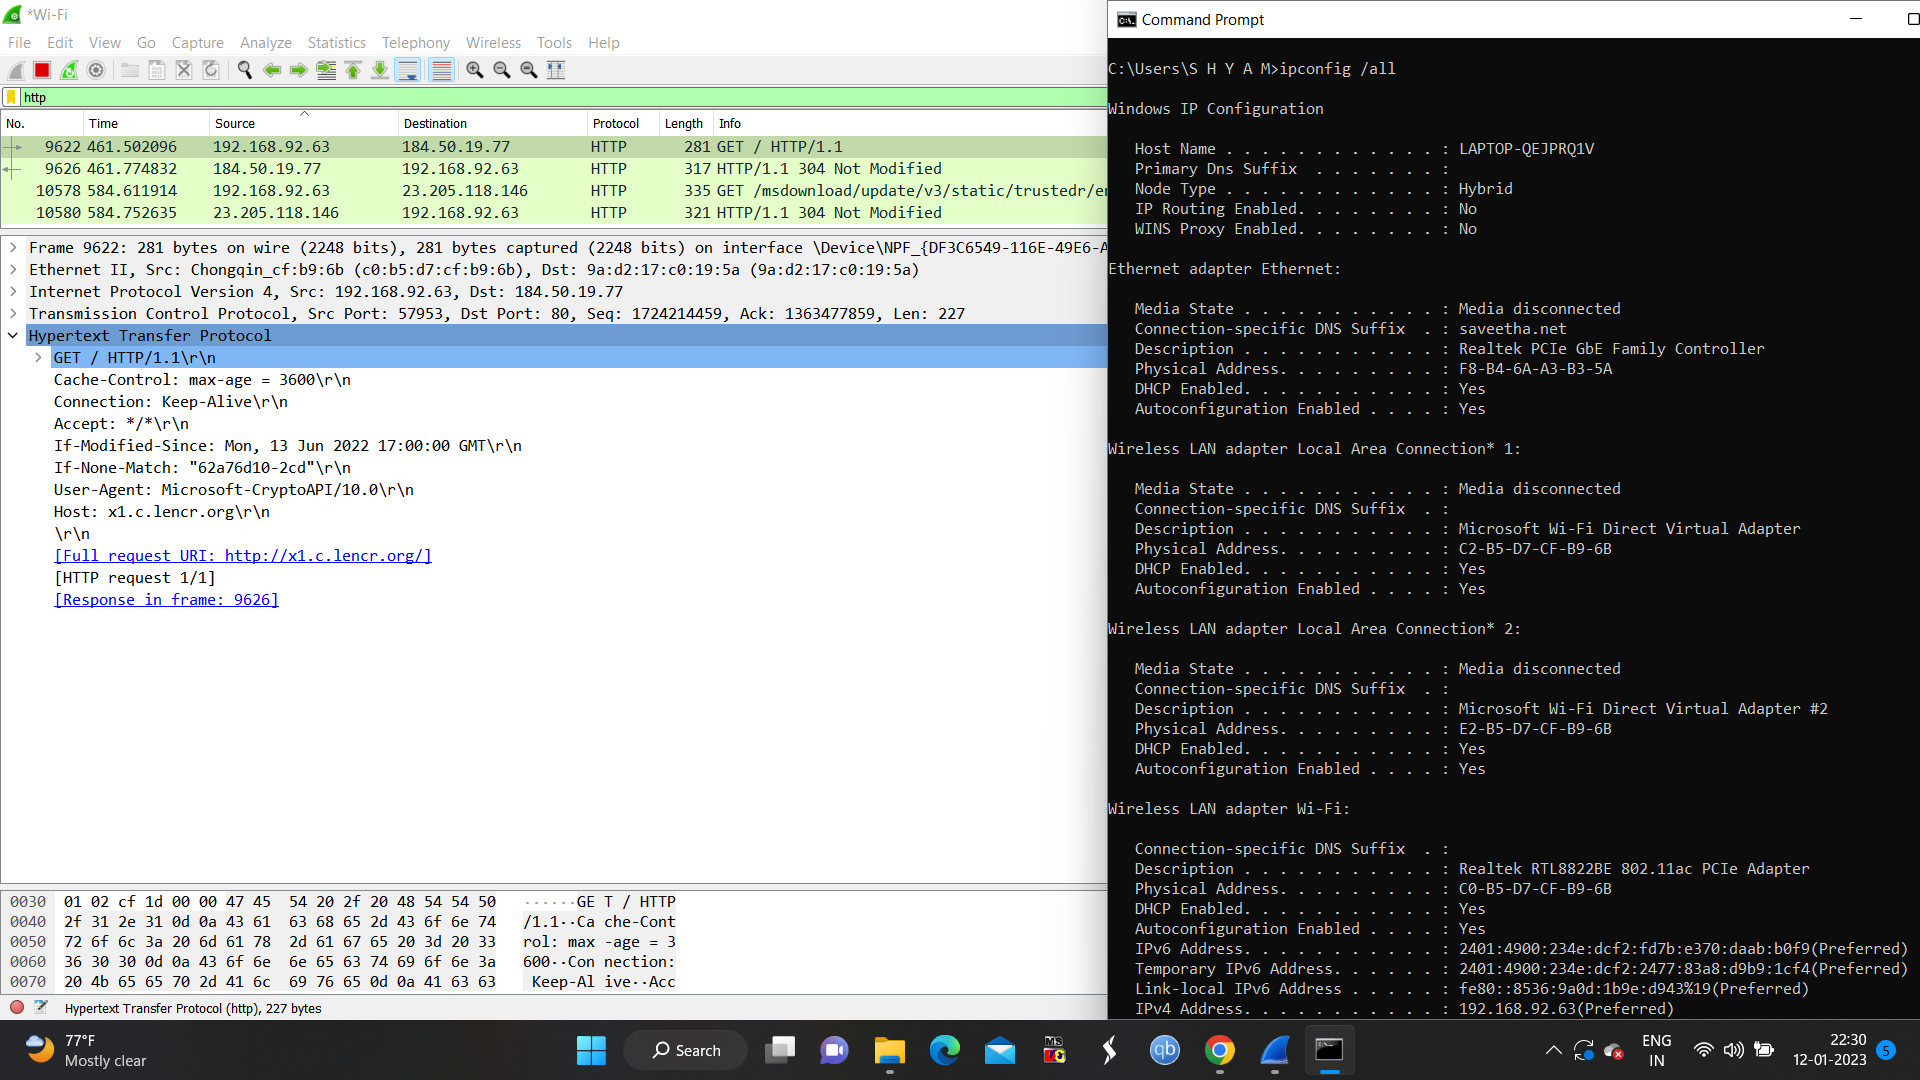 *Wi-Fi
File Edit View Go Capture Analyze Statistics Telephony Wireless Tools Help
http
No. Time Source Destination Protocol Length Info
9622 461.502096 192.168.92.63 184.50.19.77 HTTP 281 GET / HTTP/1.1
9626 461.774832 184.50.19.77 192.168.92.63 HTTP 317 HTTP/1.1 304 Not Modified
10578 584.611914 192.168.92.63 23.205.118.146 HTTP 335 GET /msdownload/update/v3/static/trustedr/en
10580 584.752635 23.205.118.146 192.168.92.63 HTTP 321 HTTP/1.1 304 Not Modified
Frame 9622: 281 bytes on wire (2248 bits), 281 bytes captured (2248 bits) on interface \Device\NPF_{DF3C6549-116E-49E6-A
Ethernet II, Src: Chongqin_cf:b9:6b (c0:b5:d7:cf:b9:6b), Dst: 9a:d2:17:c0:19:5a (9a:d2:17:c0:19:5a)
Internet Protocol Version 4, Src: 192.168.92.63, Dst: 184.50.19.77
Transmission Control Protocol, Src Port: 57953, Dst Port: 80, Seq: 1724214459, Ack: 1363477859, Len: 227
Hypertext Transfer Protocol
GET / HTTP/1.1\r\n
Cache-Control: max-age = 3600\r\n
Connection: Keep-Alive\r\n
Accept: */*\r\n
If-Modified-Since: Mon, 13 Jun 2022 17:00:00 GMT\r\n
If-None-Match: "62a76d10-2cd"\r\n
User-Agent: Microsoft-CryptoAPI/10.0\r\n
Host: x1.c.lencr.org\r\n
\r\n
[Full request URI: http://x1.c.lencr.org/]
[HTTP request 1/1]
[Response in frame: 9626]
0030 01 02 cf 1d 00 00 47 45 54 20 2f 20 48 54 54 50 ······GE T / HTTP
0040 2f 31 2e 31 0d 0a 43 61 63 68 65 2d 43 6f 6e 74 /1.1··Ca che-Cont
0050 72 6f 6c 3a 20 6d 61 78 2d 61 67 65 20 3d 20 33 rol: max -age = 3
0060 36 30 30 0d 0a 43 6f 6e 6e 65 63 74 69 6f 6e 3a 600··Con nection:
0070 20 4b 65 65 70 2d 41 6c 69 76 65 0d 0a 41 63 63 Keep-Al ive··Acc
Hypertext Transfer Protocol (http), 227 bytes
Command Prompt
C:\Users\S H Y A M>ipconfig /all
Windows IP Configuration
Host Name . . . . . . . . . . . . : LAPTOP-QEJPRQ1V
Primary Dns Suffix . . . . . . . :
Node Type . . . . . . . . . . . . : Hybrid
IP Routing Enabled. . . . . . . . : No
WINS Proxy Enabled. . . . . . . . : No
Ethernet adapter Ethernet:
Media State . . . . . . . . . . . : Media disconnected
Connection-specific DNS Suffix . : saveetha.net
Description . . . . . . . . . . . : Realtek PCIe GbE Family Controller
Physical Address. . . . . . . . . : F8-B4-6A-A3-B3-5A
DHCP Enabled. . . . . . . . . . . : Yes
Autoconfiguration Enabled . . . . : Yes
Wireless LAN adapter Local Area Connection* 1:
Media State . . . . . . . . . . . : Media disconnected
Connection-specific DNS Suffix . :
Description . . . . . . . . . . . : Microsoft Wi-Fi Direct Virtual Adapter
Physical Address. . . . . . . . . : C2-B5-D7-CF-B9-6B
DHCP Enabled. . . . . . . . . . . : Yes
Autoconfiguration Enabled . . . . : Yes
Wireless LAN adapter Local Area Connection* 2:
Media State . . . . . . . . . . . : Media disconnected
Connection-specific DNS Suffix . :
Description . . . . . . . . . . . : Microsoft Wi-Fi Direct Virtual Adapter #2
Physical Address. . . . . . . . . : E2-B5-D7-CF-B9-6B
DHCP Enabled. . . . . . . . . . . : Yes
Autoconfiguration Enabled . . . . : Yes
Wireless LAN adapter Wi-Fi:
Connection-specific DNS Suffix . :
Description . . . . . . . . . . . : Realtek RTL8822BE 802.11ac PCIe Adapter
Physical Address. . . . . . . . . : C0-B5-D7-CF-B9-6B
DHCP Enabled. . . . . . . . . . . : Yes
Autoconfiguration Enabled . . . . : Yes
IPv6 Address. . . . . . . . . . . : 2401:4900:234e:dcf2:fd7b:e370:daab:b0f9(Preferred)
Temporary IPv6 Address. . . . . . : 2401:4900:234e:dcf2:2477:83a8:d9b9:1cf4(Preferred)
Link-local IPv6 Address . . . . . : fe80::8536:9a0d:1b9e:d943%19(Preferred)
IPv4 Address. . . . . . . . . . . : 192.168.92.63(Preferred)
77°F
Mostly clear
Search
MS
qb
ENG
IN
22:30
12-01-2023
5